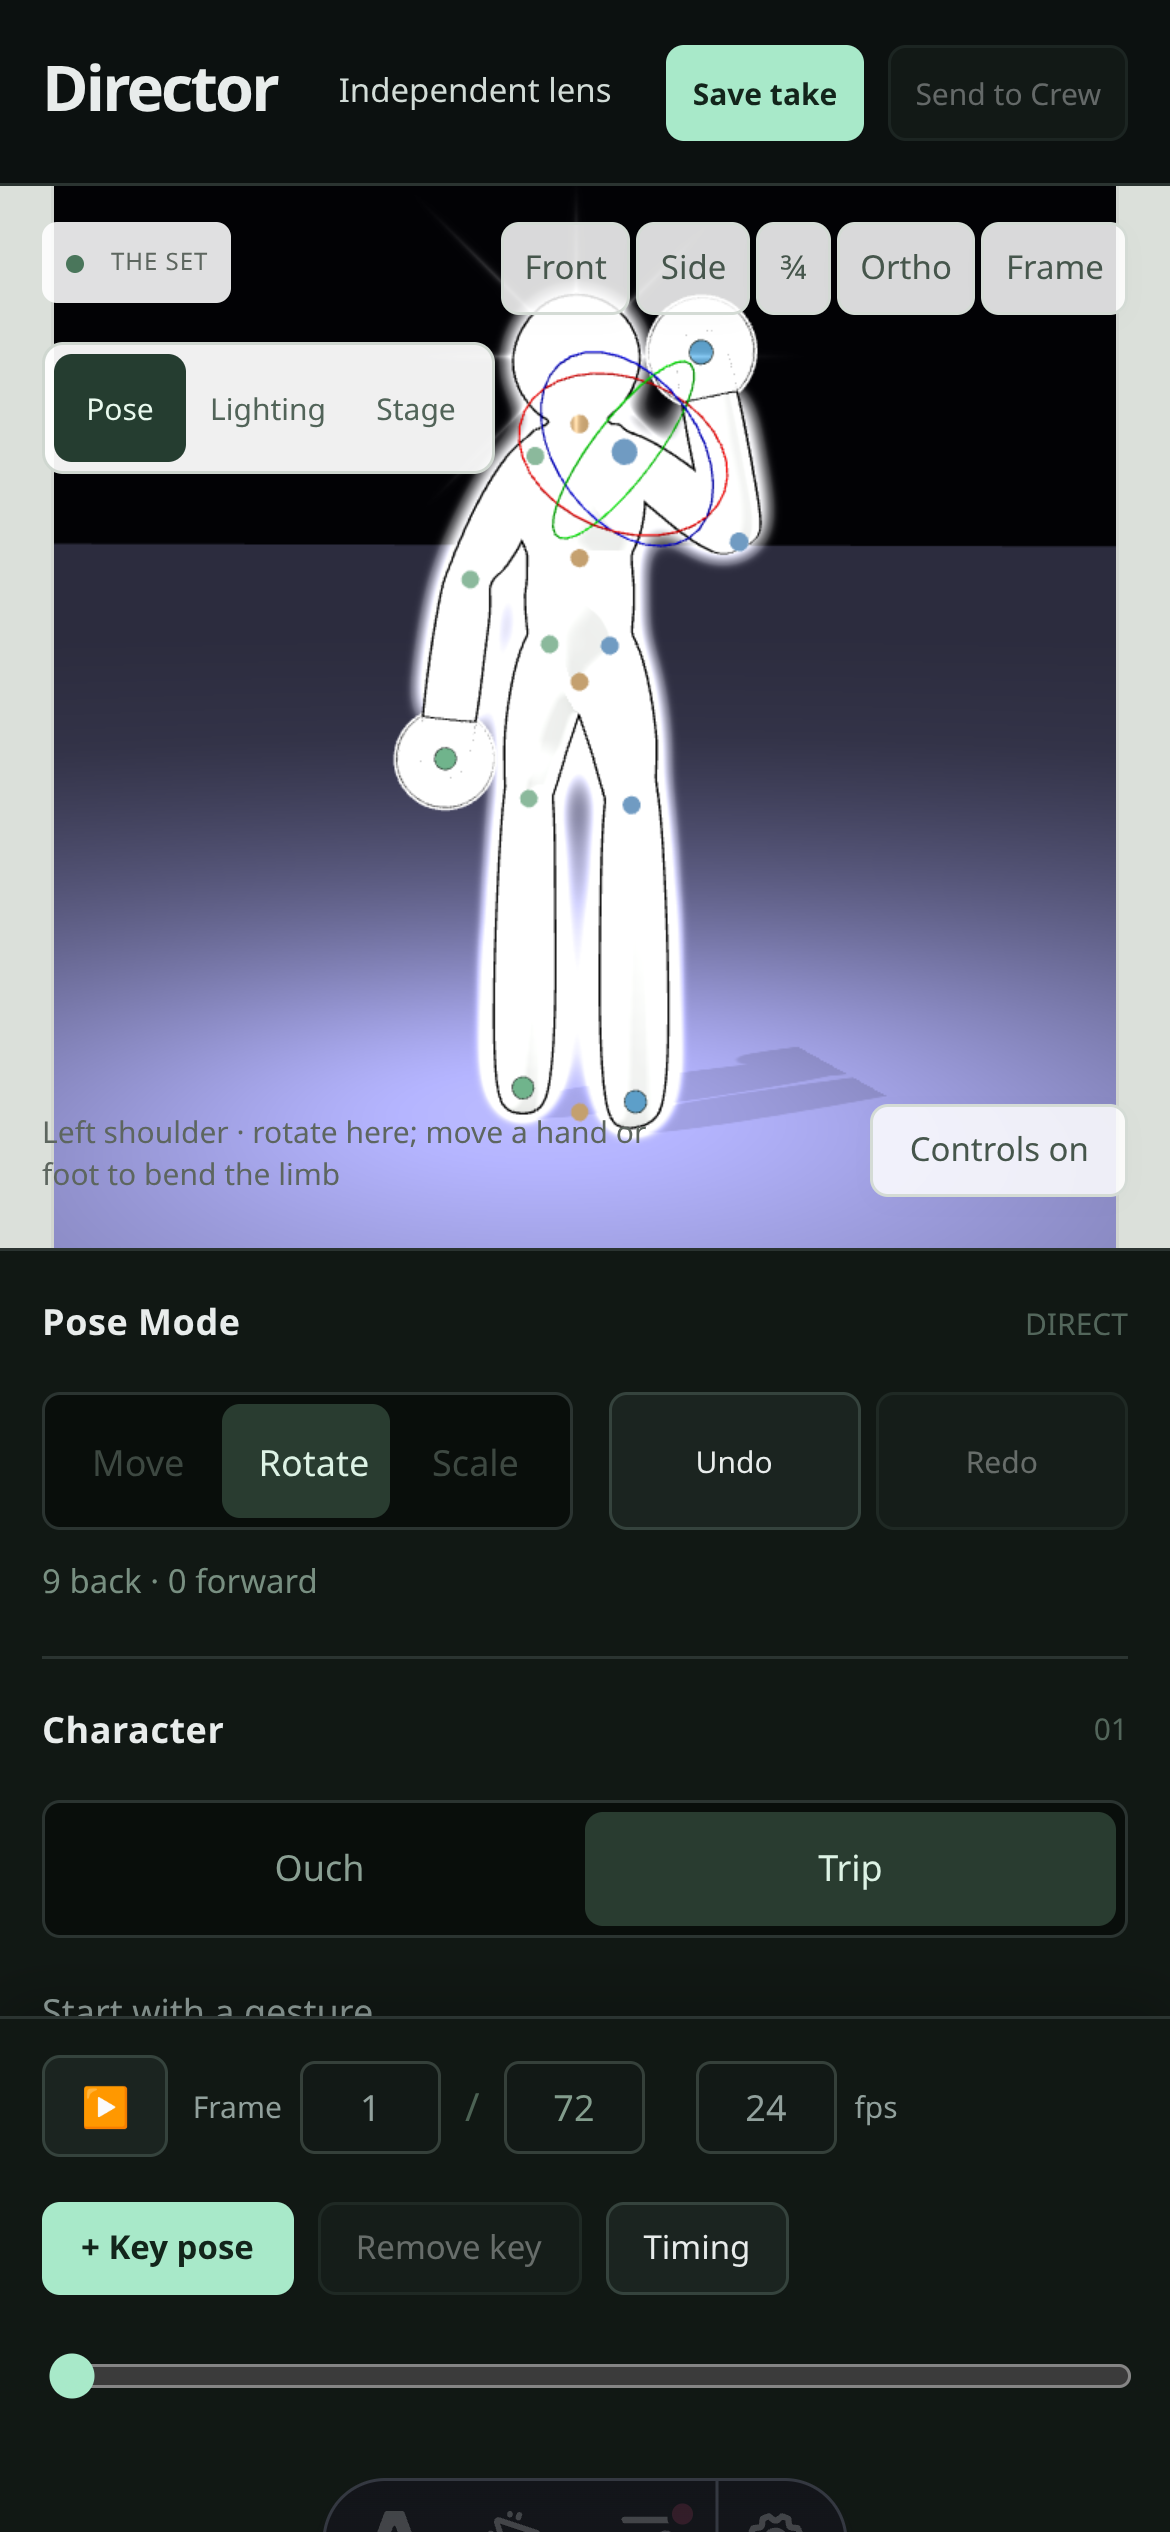 Director
Independent lens
Save take
Send to Crew
THE SET
Front
Side
¾
Ortho
Frame
Pose
Lighting
Stage
Left shoulder · rotate here; move a hand or
foot to bend the limb
Controls on
Pose Mode
DIRECT
Move
Rotate
Scale
Undo
Redo
9 back · 0 forward
Character
01
Ouch
Trip
Start with a gesture
Frame
1
/
72
24
fps
+ Key pose
Remove key
Timing